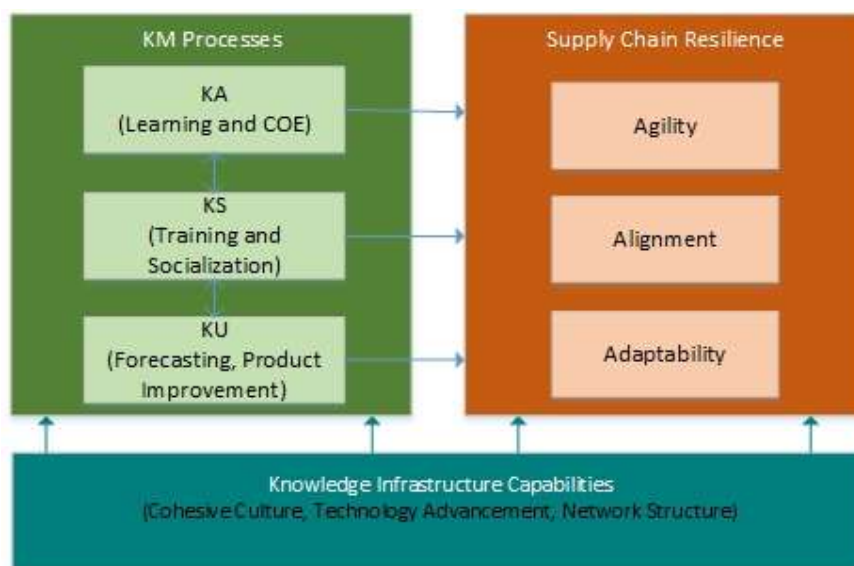 KM Processes
KA
(Learning and COE)
KS
(Training and
Socialization)
KU
(Forecasting, Product
Improvement)
Supply Chain Resilience
Agility
Alignment
Adaptability
Knowledge Infrastructure Capabilities
(Cohesive Culture, Technology Advancement, Network Structure)